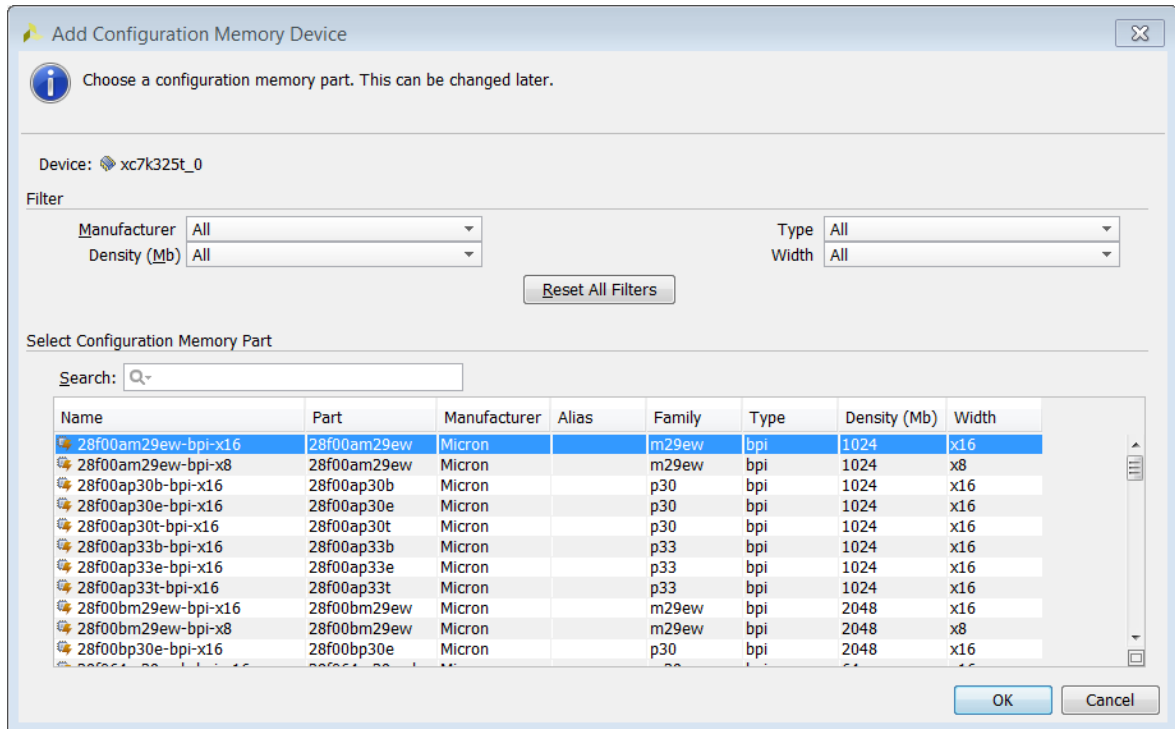 Add Configuration Memory Device
Choose a configuration memory part. This can be changed later.
Device: xc7k325t_0
Filter
Manufacturer All Type All
Density (Mb) All Width All
Reset All Filters
Select Configuration Memory Part
Search:
Name Part Manufacturer Alias Family Type Density (Mb) Width
28f00am29ew-bpi-x16 28f00am29ew Micron m29ew bpi 1024 x16
28f00am29ew-bpi-x8 28f00am29ew Micron m29ew bpi 1024 x8
28f00ap30b-bpi-x16 28f00ap30b Micron p30 bpi 1024 x16
28f00ap30e-bpi-x16 28f00ap30e Micron p30 bpi 1024 x16
28f00ap30t-bpi-x16 28f00ap30t Micron p30 bpi 1024 x16
28f00ap33b-bpi-x16 28f00ap33b Micron p33 bpi 1024 x16
28f00ap33e-bpi-x16 28f00ap33e Micron p33 bpi 1024 x16
28f00ap33t-bpi-x16 28f00ap33t Micron p33 bpi 1024 x16
28f00bm29ew-bpi-x16 28f00bm29ew Micron m29ew bpi 2048 x16
28f00bm29ew-bpi-x8 28f00bm29ew Micron m29ew bpi 2048 x8
28f00bp30e-bpi-x16 28f00bp30e Micron p30 bpi 2048 x16
OK Cancel